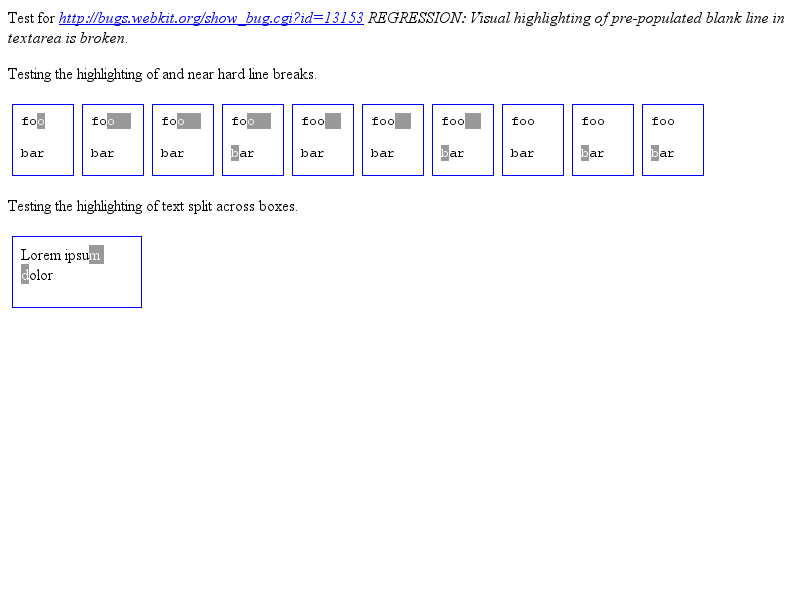 Test for http://bugs.webkit.org/show_bug.cgi?id=13153 REGRESSION: Visual highlighting of pre-populated blank line in
textarea is broken.
Testing the highlighting of and near hard line breaks.
foo foo foo foo foo foo foo foo foo foo
bar bar bar bar bar bar bar bar bar bar
Testing the highlighting of text split across boxes.
Lorem ipsum
dolor